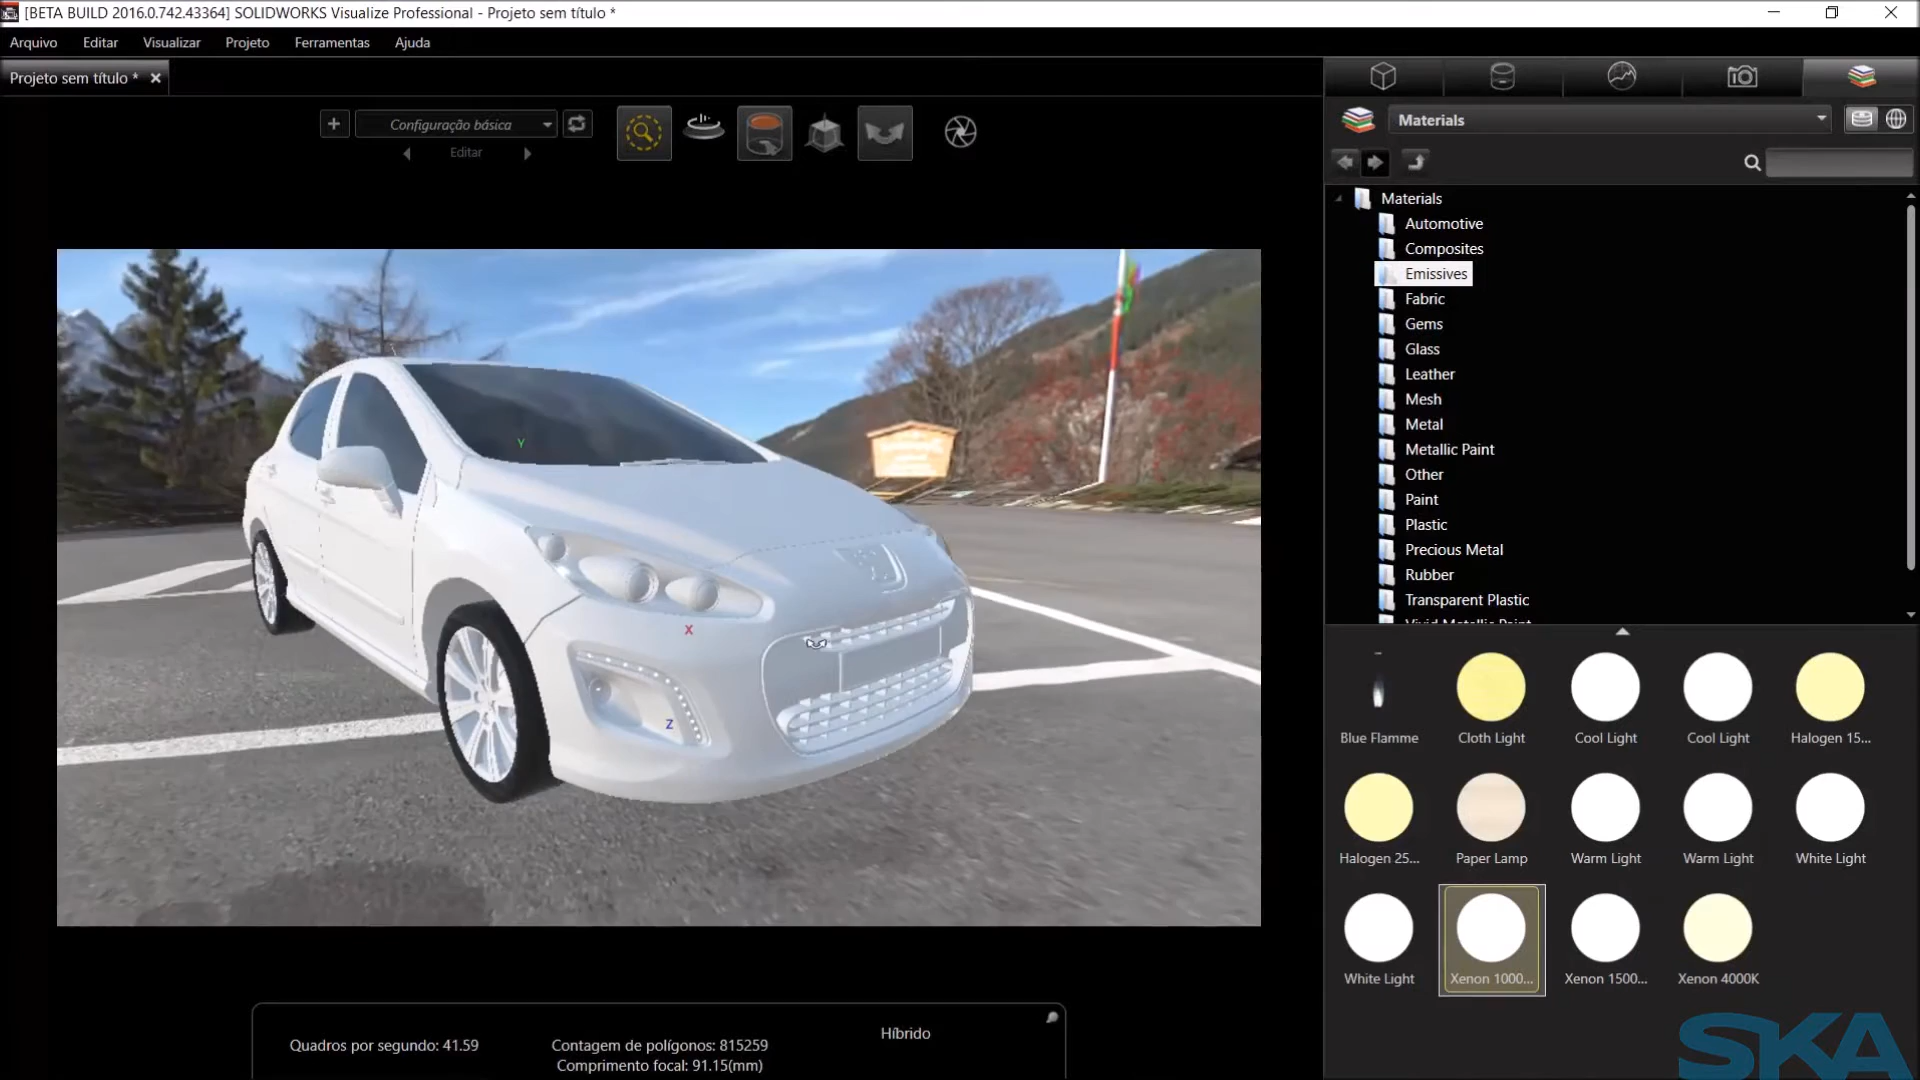 [BETA BUILD 2016.0.742.43364] SOLIDWORKS Visualize Professional - Projeto sem título *
Arquivo Editar Visualizar Projeto Ferramentas Ajuda
Projeto sem título *
Configuração básica
Editar
Materials
Materials
Automotive
Composites
Emissives
Fabric
Gems
Glass
Leather
Mesh
Metal
Metallic Paint
Other
Paint
Plastic
Precious Metal
Rubber
Transparent Plastic
Vivid Metallic Paint
Y
X
Z
Blue Flamme Cloth Light Cool Light Cool Light Halogen 15...
Halogen 25... Paper Lamp Warm Light Warm Light White Light
White Light Xenon 1000... Xenon 1500... Xenon 4000K
Quadros por segundo: 41.59
Contagem de polígonos: 815259
Comprimento focal: 91.15(mm)
Híbrido
SKA